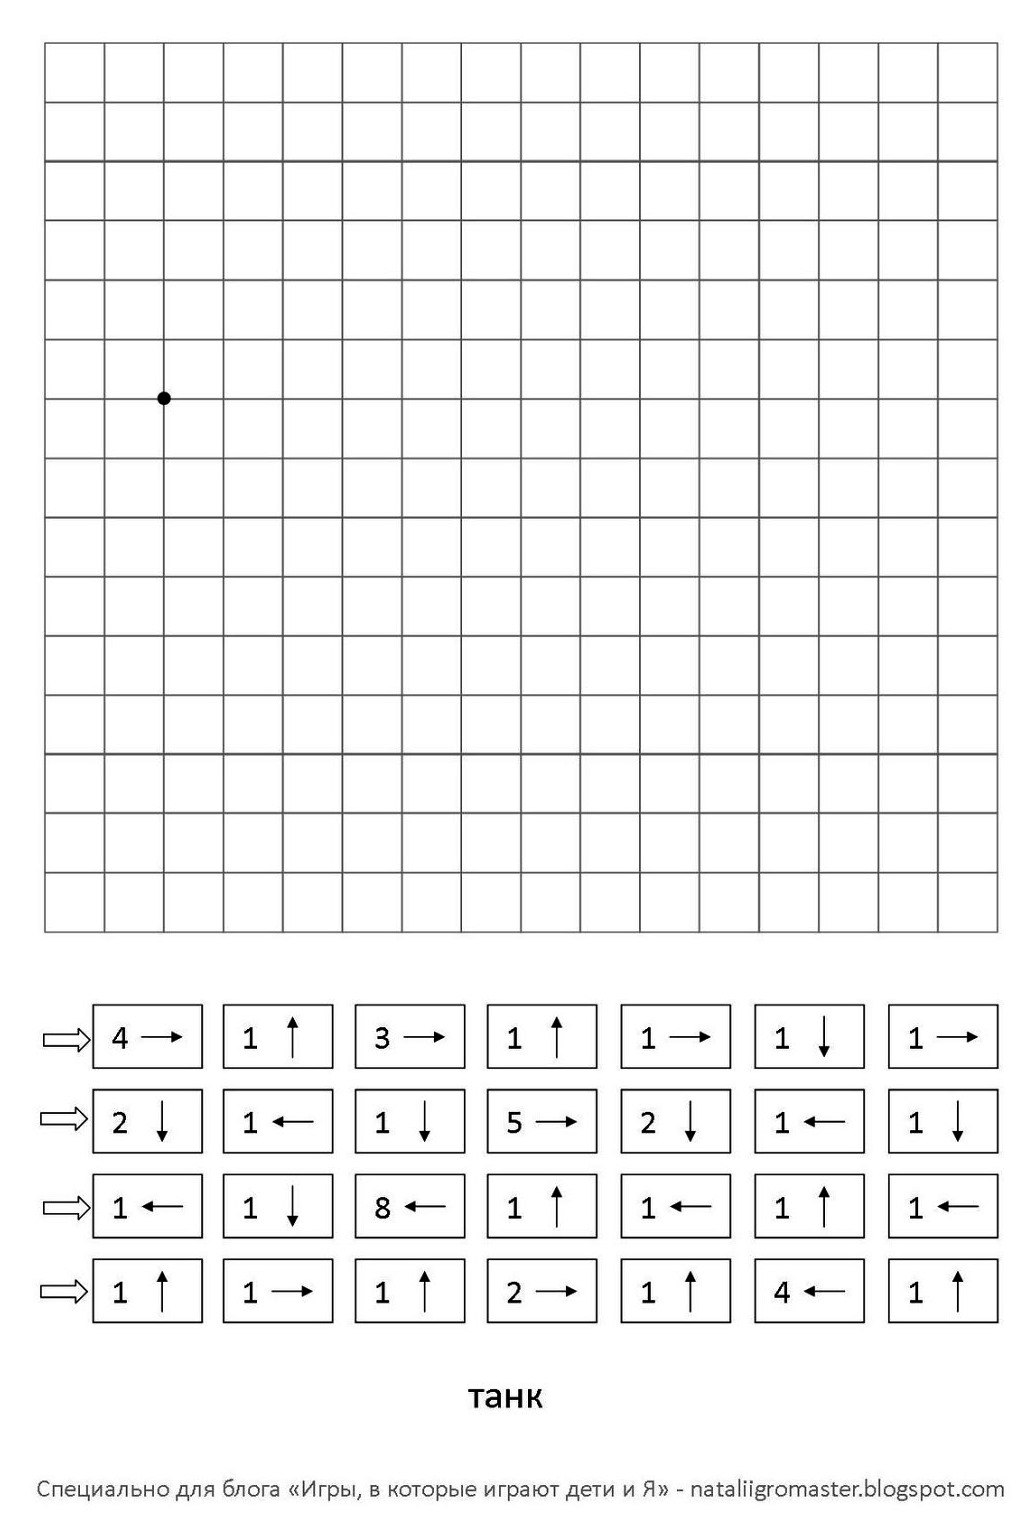 4 → 1 ↑ 3 → 1 ↑ 1 → 1 ↓ 1 →
2 ↓ 1 ← 1 ↓ 5 → 2 ↓ 1 ← 1 ↓
1 ← 1 ↓ 8 ← 1 ↑ 1 ← 1 ↑ 1 ←
1 ↑ 1 → 1 ↑ 2 → 1 ↑ 4 ← 1 ↑
танк
Специально для блога «Игры, в которые играют дети и Я» - nataliigromaster.blogspot.com